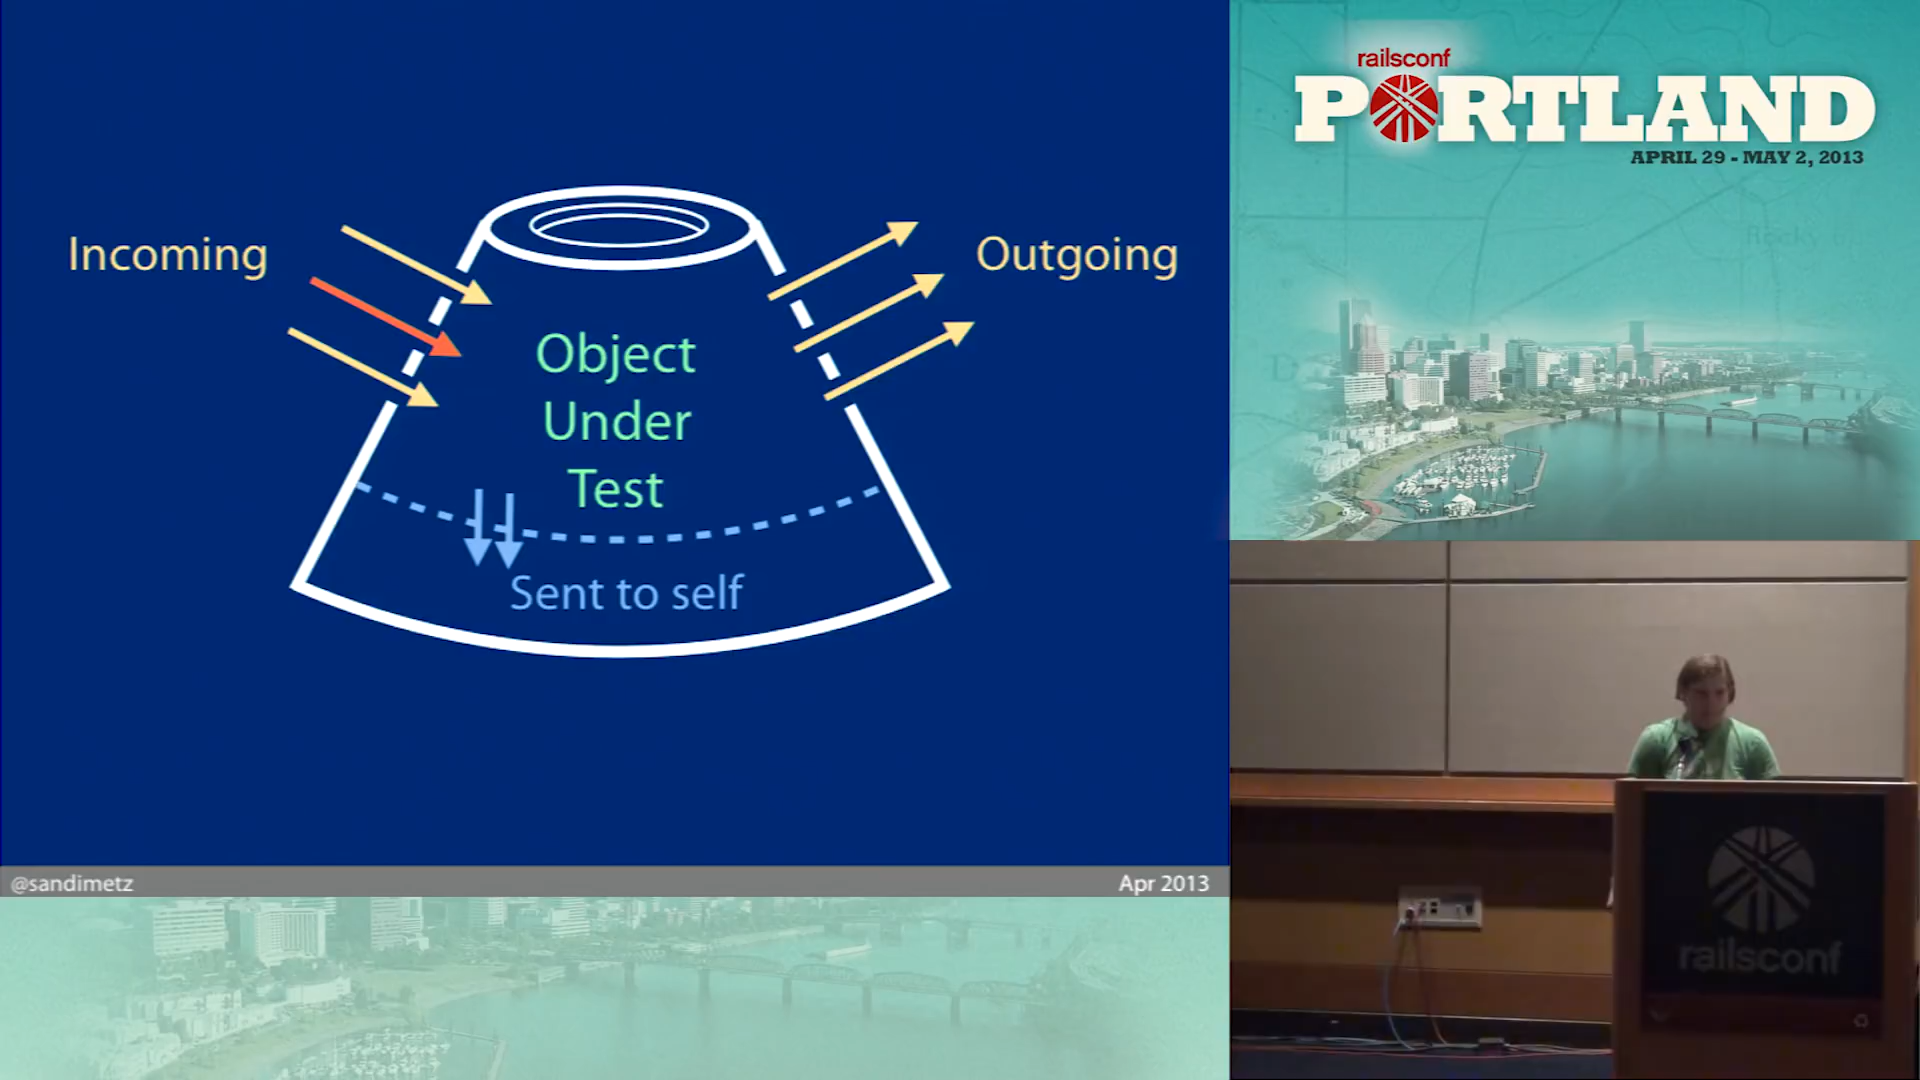 Incoming
Outgoing
Object
Under
Test
Sent to self
@sandimetz
Apr 2013
railsconf
PORTLAND
APRIL 29 - MAY 2, 2013
railsconf